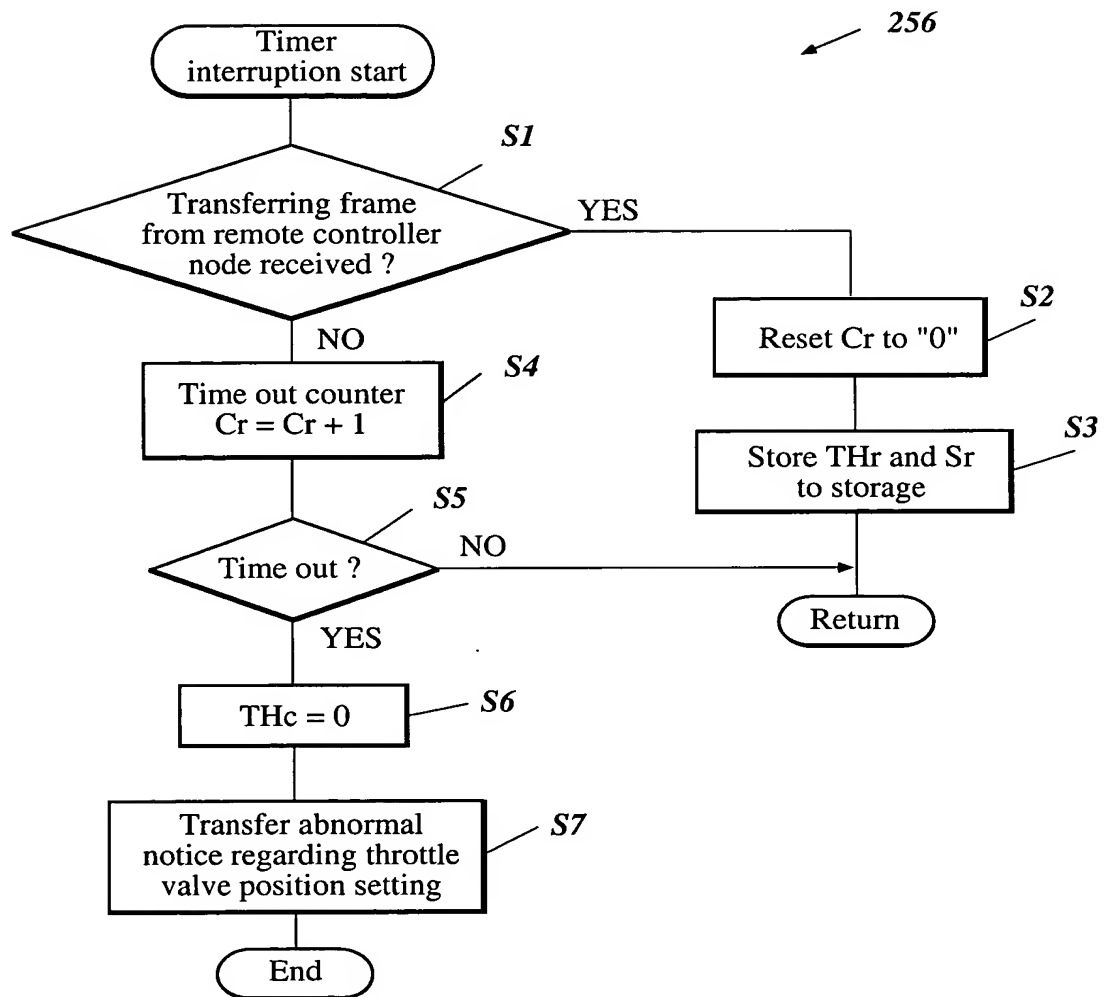 256
Timer
interruption start
S1
Transferring frame
from remote controller
node received ?
YES
NO
S2
Reset Cr to "0"
S4
Time out counter
Cr = Cr + 1
S3
Store THr and Sr
to storage
S5
Time out ?
NO
YES
Return
S6
THc = 0
S7
Transfer abnormal
notice regarding throttle
valve position setting
End